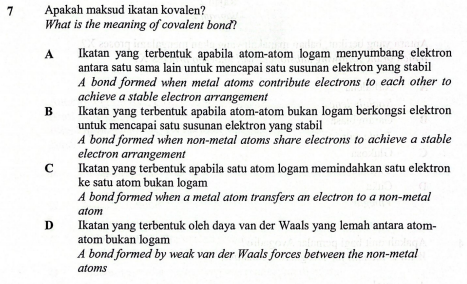 7 Apakah maksud ikatan kovalen?
What is the meaning of covalent bond?
A Ikatan yang terbentuk apabila atom-atom logam menyumbang elektron
antara satu sama lain untuk mencapai satu susunan elektron yang stabil
A bond formed when metal atoms contribute electrons to each other to
achieve a stable electron arrangement
B Ikatan yang terbentuk apabila atom-atom bukan logam berkongsi elektron
untuk mencapai satu susunan elektron yang stabil
A bond formed when non-metal atoms share electrons to achieve a stable
electron arrangement
C Ikatan yang terbentuk apabila satu atom logam memindahkan satu elektron
ke satu atom bukan logam
A bond formed when a metal atom transfers an electron to a non-metal
atom
D Ikatan yang terbentuk oleh daya van der Waals yang lemah antara atom-
atom bukan logam
A bond formed by weak van der Waals forces between the non-metal
atoms